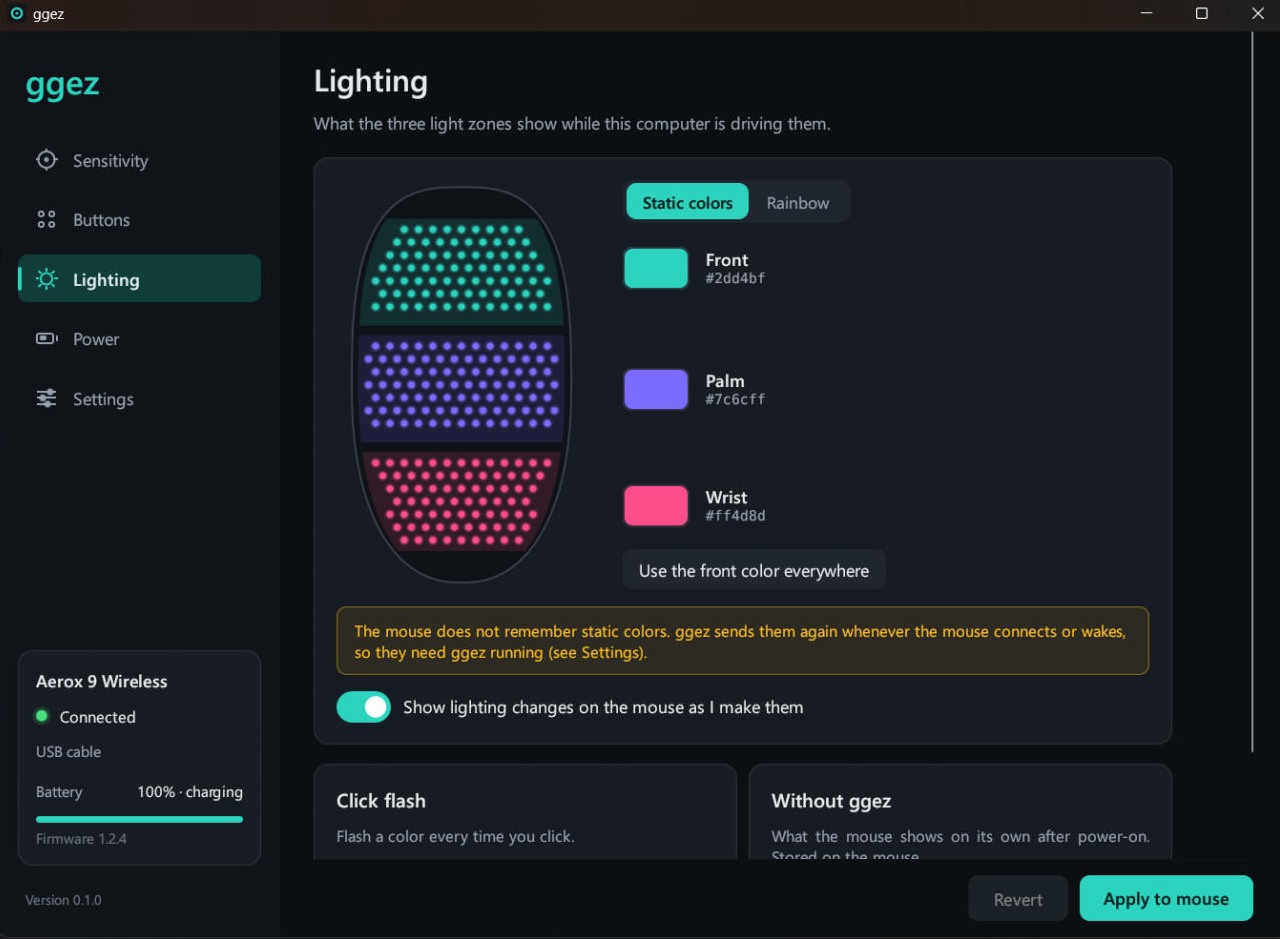 ggez
ggez
Sensitivity
Buttons
Lighting
Power
Settings
Aerox 9 Wireless
Connected
USB cable
Battery 100% · charging
Firmware 1.2.4
Version 0.1.0
Lighting
What the three light zones show while this computer is driving them.
Static colors Rainbow
Front
#2dd4bf
Palm
#7c6cff
Wrist
#ff4d8d
Use the front color everywhere
The mouse does not remember static colors. ggez sends them again whenever the mouse connects or wakes,
so they need ggez running (see Settings).
Show lighting changes on the mouse as I make them
Click flash
Flash a color every time you click.
Without ggez
What the mouse shows on its own after power-on.
Stored on the mouse.
Revert Apply to mouse